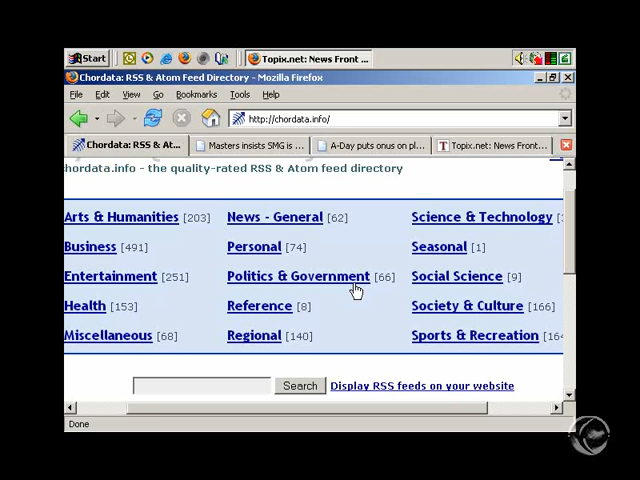 Start
Topix.net: News Front ...
Chordata: RSS & Atom Feed Directory - Mozilla Firefox
File Edit View Go Bookmarks Tools Help
http://chordata.info/
Chordata: RSS & At... Masters insists SMG is ... A-Day puts onus on pl... Topix.net: News Front...
chordata.info - the quality-rated RSS & Atom feed directory
Arts & Humanities [203] News - General [62] Science & Technology
Business [491] Personal [74] Seasonal [1]
Entertainment [251] Politics & Government [66] Social Science [9]
Health [153] Reference [8] Society & Culture [166]
Miscellaneous [68] Regional [140] Sports & Recreation [164
Search Display RSS feeds on your website
Done